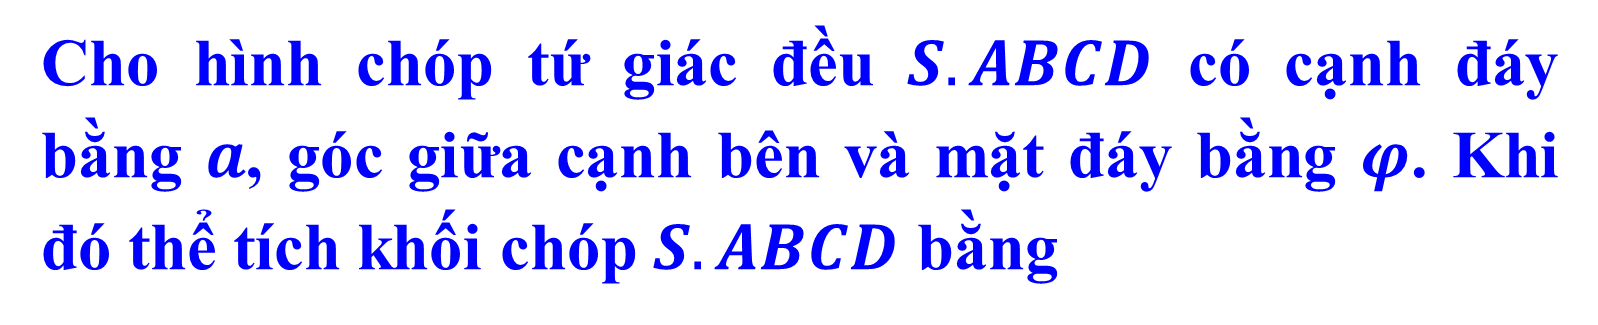 Cho hình chóp tứ giác đều S.ABCD có cạnh đáy
bằng a, góc giữa cạnh bên và mặt đáy bằng φ. Khi
đó thể tích khối chóp S.ABCD bằng